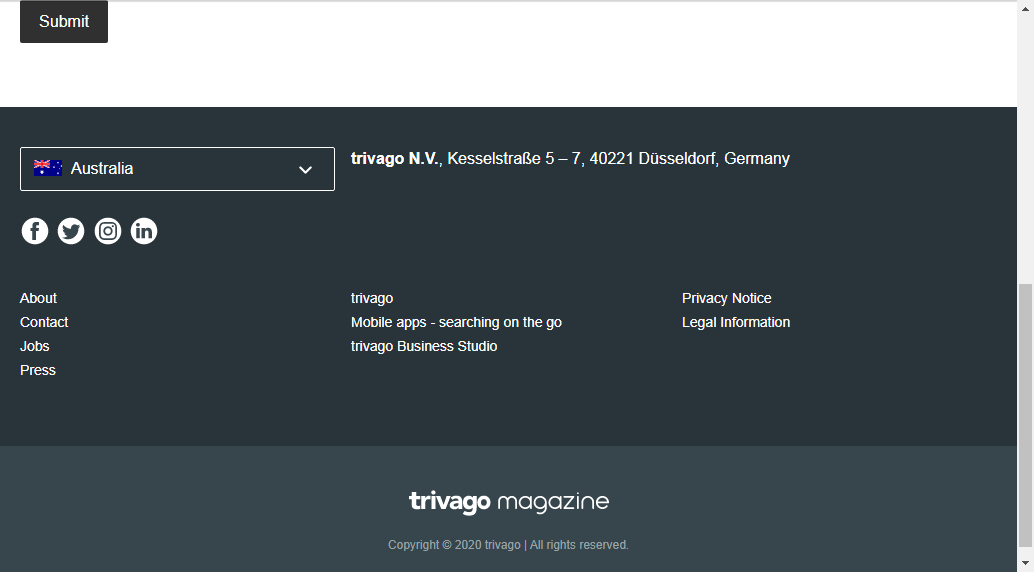 Submit
Australia
trivago N.V., Kesselstraße 5 – 7, 40221 Düsseldorf, Germany
About
Contact
Jobs
Press
trivago
Mobile apps - searching on the go
trivago Business Studio
Privacy Notice
Legal Information
trivago magazine
Copyright © 2020 trivago | All rights reserved.